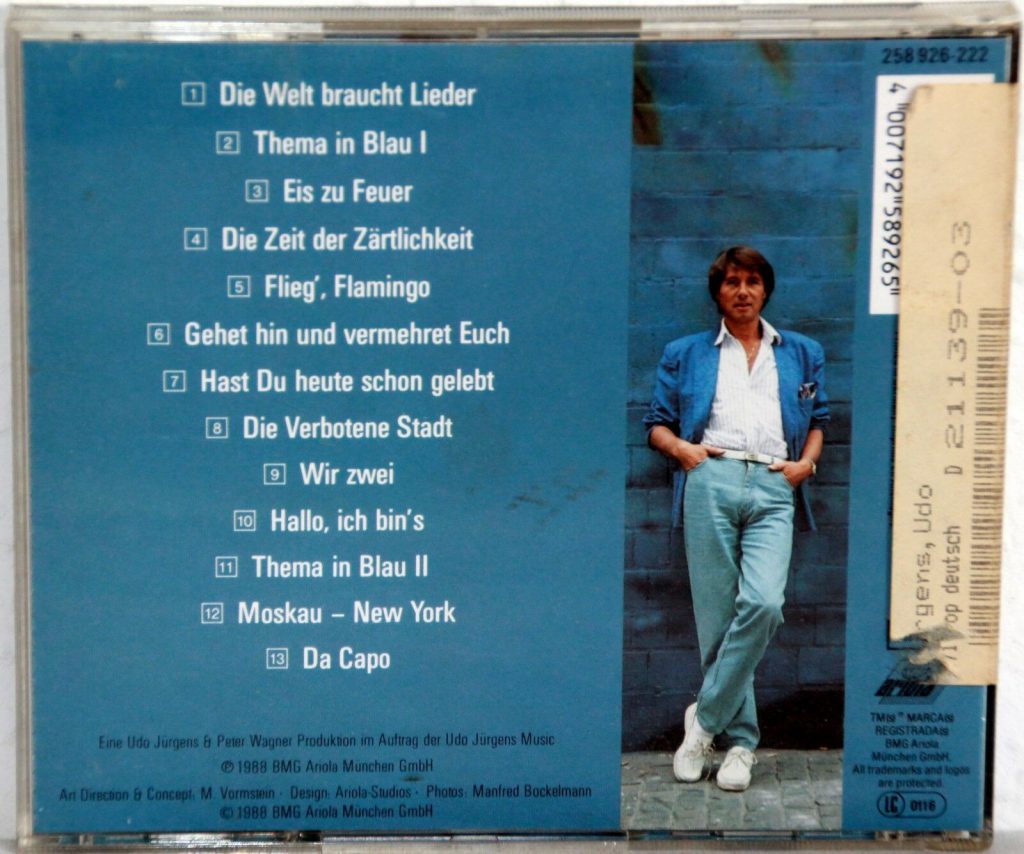 1 Die Welt braucht Lieder
2 Thema in Blau I
3 Eis zu Feuer
4 Die Zeit der Zärtlichkeit
5 Flieg', Flamingo
6 Gehet hin und vermehret Euch
7 Hast Du heute schon gelebt
8 Die Verbotene Stadt
9 Wir zwei
10 Hallo, ich bin's
11 Thema in Blau II
12 Moskau – New York
13 Da Capo
Eine Udo Jürgens & Peter Wagner Produktion im Auftrag der Udo Jürgens Music
℗ 1988 BMG Ariola München GmbH
Art Direction & Concept: M. Vormstein · Design: Ariola-Studios · Photos: Manfred Bockelmann
© 1988 BMG Ariola München GmbH
258 926-222
4 "007192"589265"
D 21 139-03
Udo
deutsch
ariola
TM(s) ® MARCA(s)
REGISTRADA(s)
BMG Ariola
München GmbH.
All trademarks and logos
are protected.
LC 0116